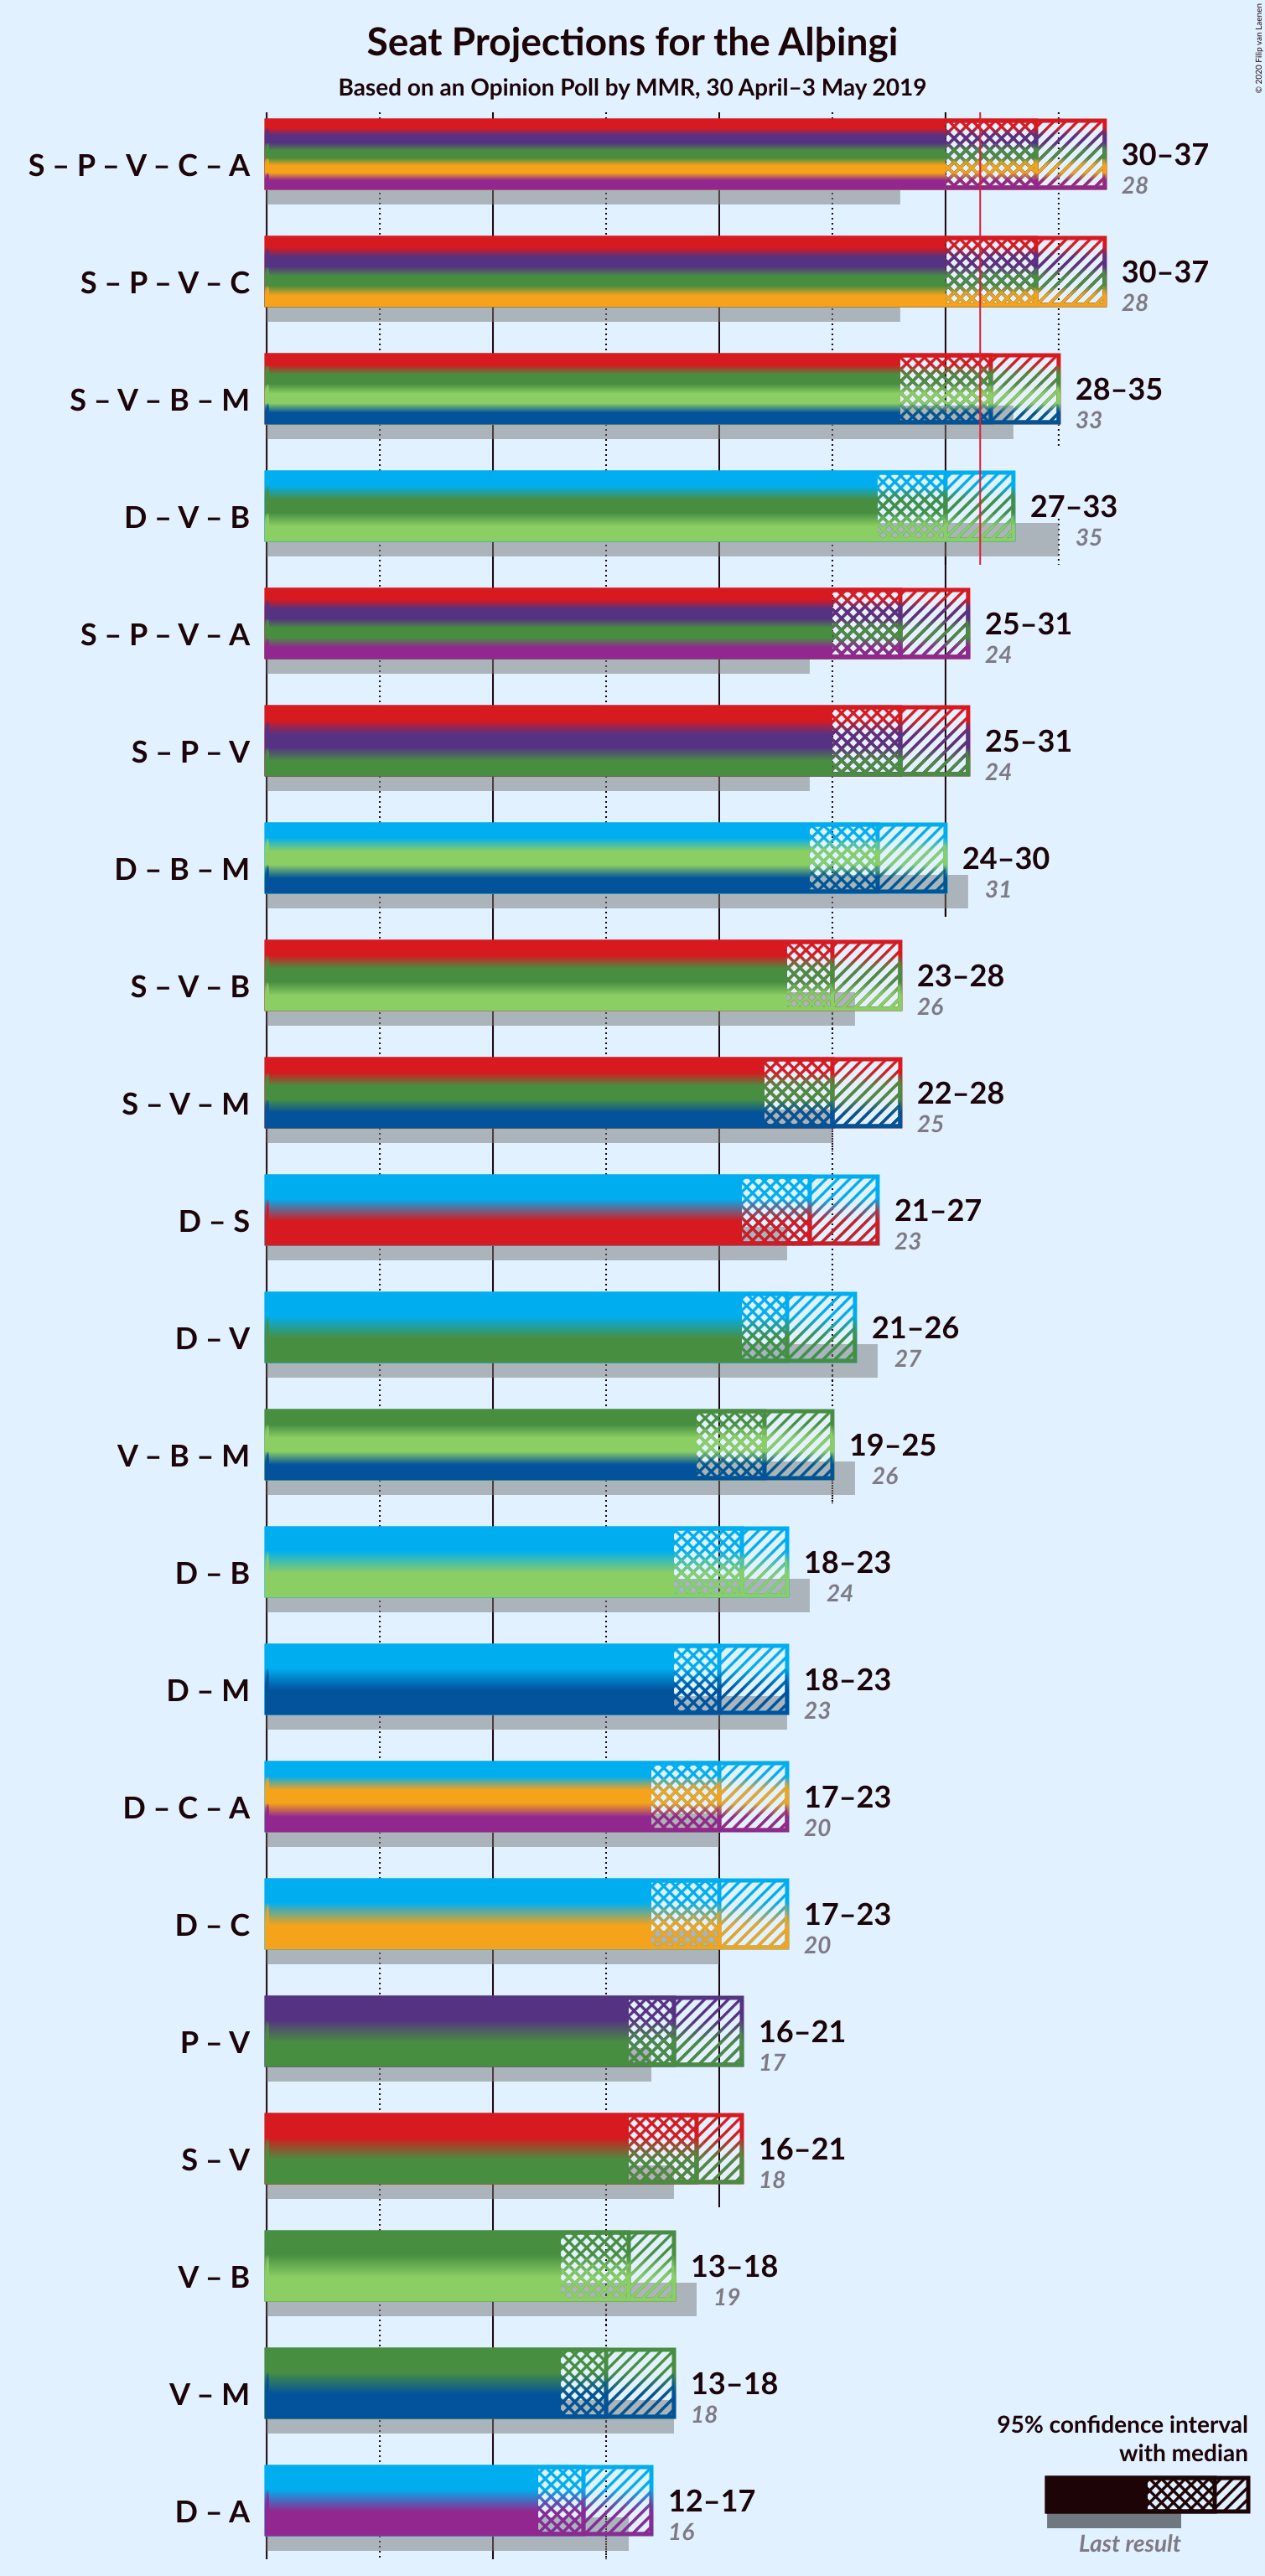 Seat Projections for the Alþingi
Based on an Opinion Poll by MMR, 30 April–3 May 2019
© 2020 Filip van Laenen
S – P – V – C – A
30–37
28
S – P – V – C
30–37
28
S – V – B – M
28–35
33
D – V – B
27–33
35
S – P – V – A
25–31
24
S – P – V
25–31
24
D – B – M
24–30
31
S – V – B
23–28
26
S – V – M
22–28
25
D – S
21–27
23
D – V
21–26
27
V – B – M
19–25
26
D – B
18–23
24
D – M
18–23
23
D – C – A
17–23
20
D – C
17–23
20
P – V
16–21
17
S – V
16–21
18
V – B
13–18
19
V – M
13–18
18
D – A
12–17
16
95% confidence interval
with median
Last result